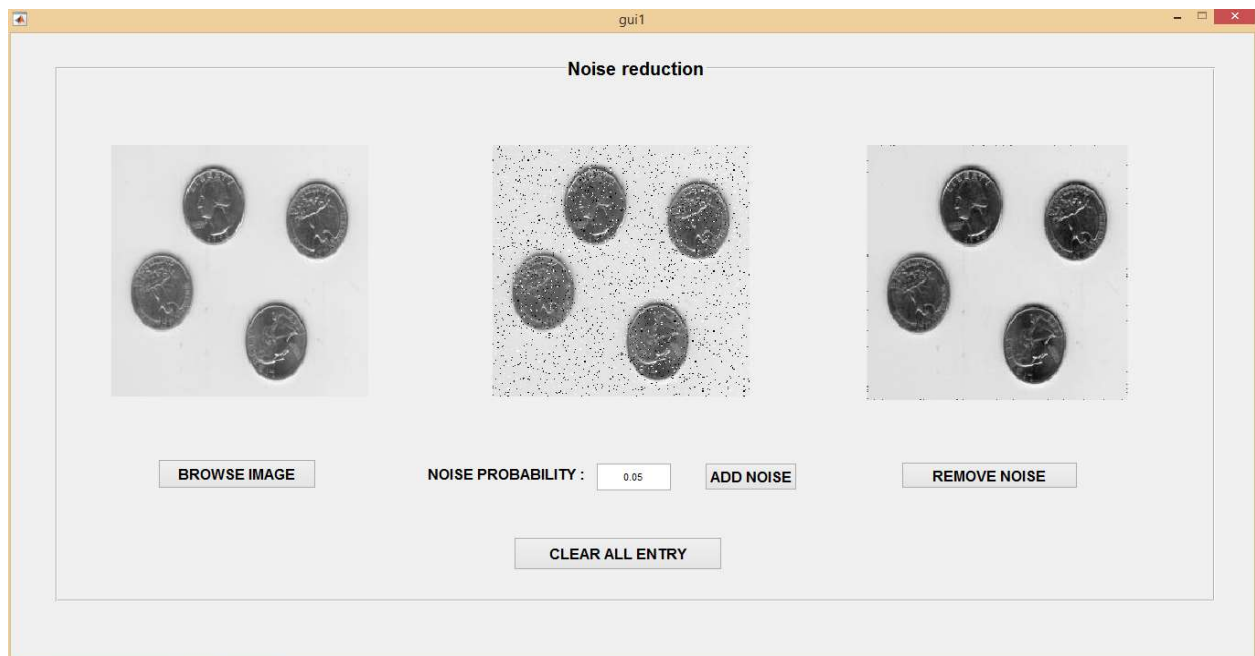 gui1
Noise reduction
BROWSE IMAGE
NOISE PROBABILITY : 0.05 ADD NOISE
REMOVE NOISE
CLEAR ALL ENTRY